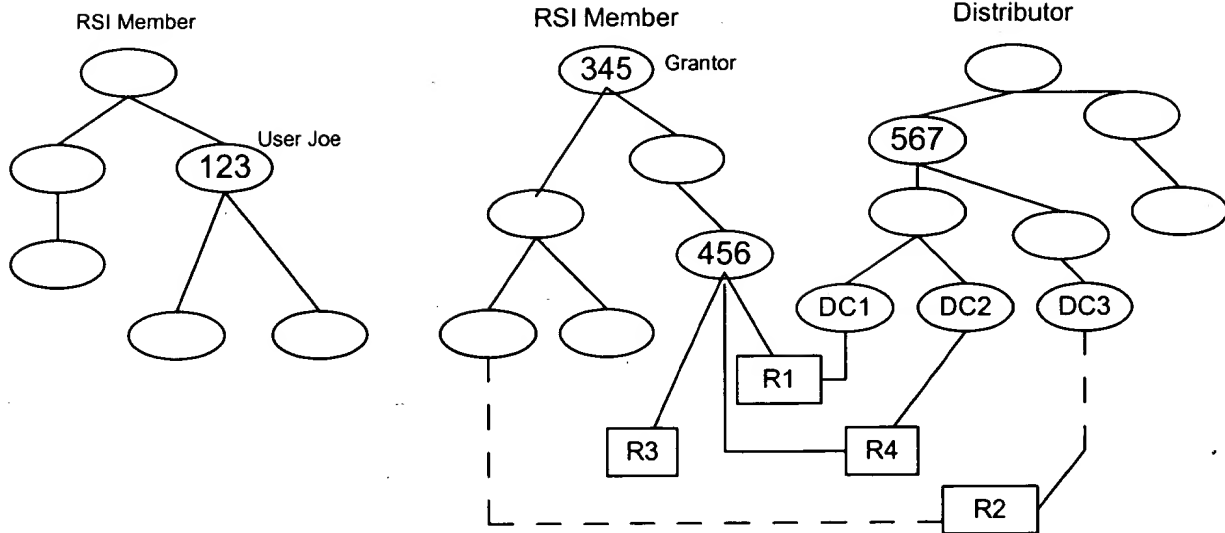 RSI Member
RSI Member
Distributor
345
Grantor
User Joe
123
567
456
DC1
DC2
DC3
R1
R3
R4
R2